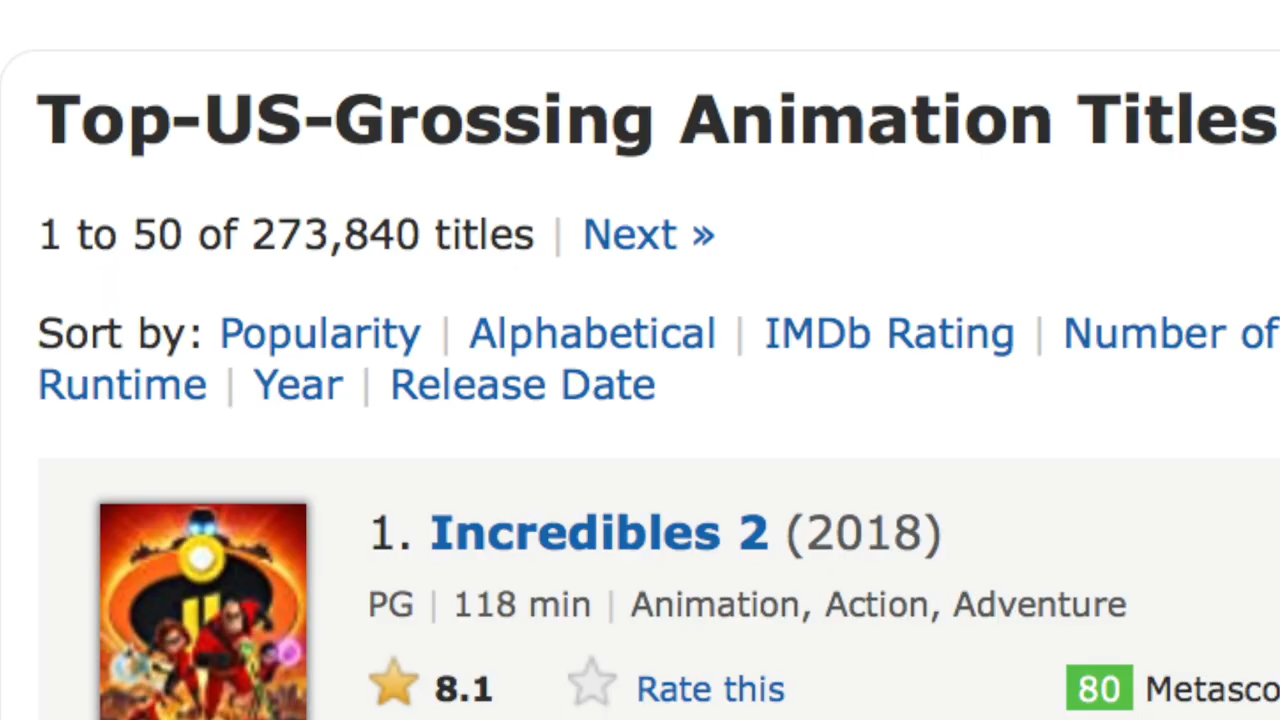 Top-US-Grossing Animation Titles
1 to 50 of 273,840 titles | Next »
Sort by: Popularity | Alphabetical | IMDb Rating | Number of
Runtime | Year | Release Date
1. Incredibles 2 (2018)
PG | 118 min | Animation, Action, Adventure
8.1 Rate this 80 Metasco